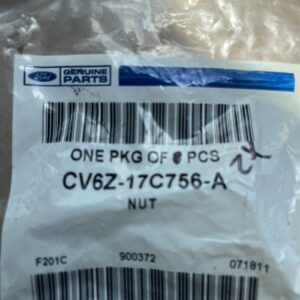 Ford
GENUINE
PARTS
ONE PKG OF PCS
CV6Z-17C756-A
NUT
F201C 900372 071811